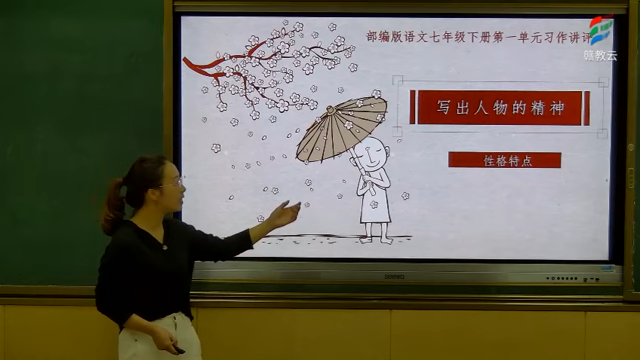 部编版语文七年级下册第一单元习作讲评
赣教云
写出人物的精神
性格特点